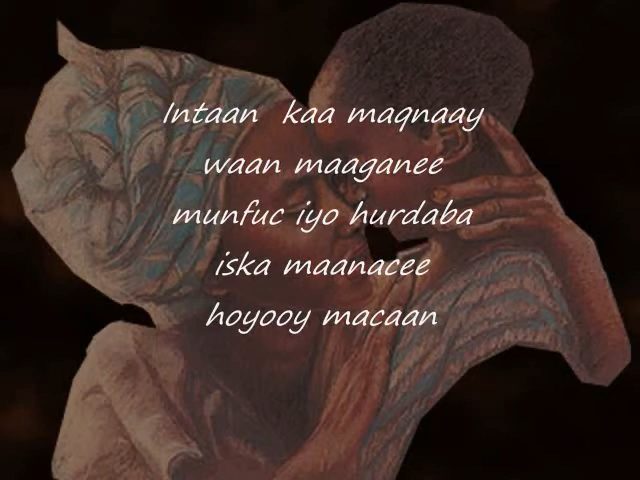 Intaan kaa maqnaay
waan maaganee
munfuc iyo hurdaba
iska maanacee
hoyooy macaan